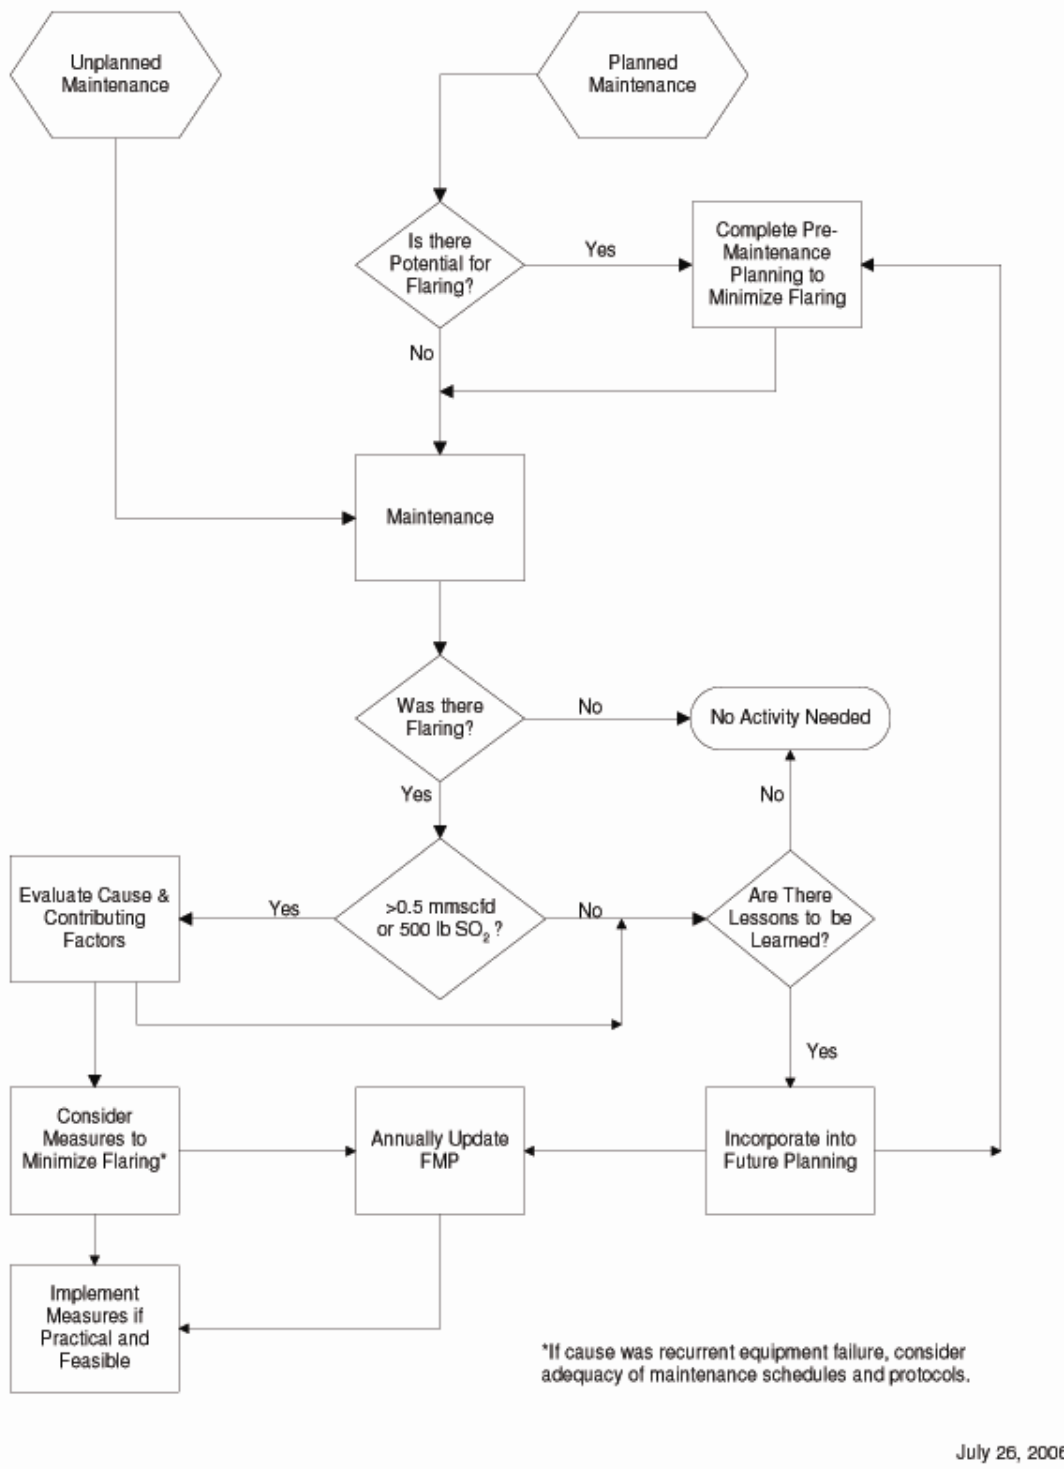 Unplanned
Maintenance
Planned
Maintenance
Is there
Potential for
Flaring?
Yes
Complete Pre-
Maintenance
Planning to
Minimize Flaring
No
Maintenance
Was there
Flaring?
No
No Activity Needed
Yes
No
Evaluate Cause &
Contributing
Factors
Yes
>0.5 mmscfd
or 500 lb SO2 ?
No
Are There
Lessons to be
Learned?
Yes
Consider
Measures to
Minimize Flaring*
Annually Update
FMP
Incorporate into
Future Planning
Implement
Measures if
Practical and
Feasible
*If cause was recurrent equipment failure, consider
adequacy of maintenance schedules and protocols.
July 26, 2006